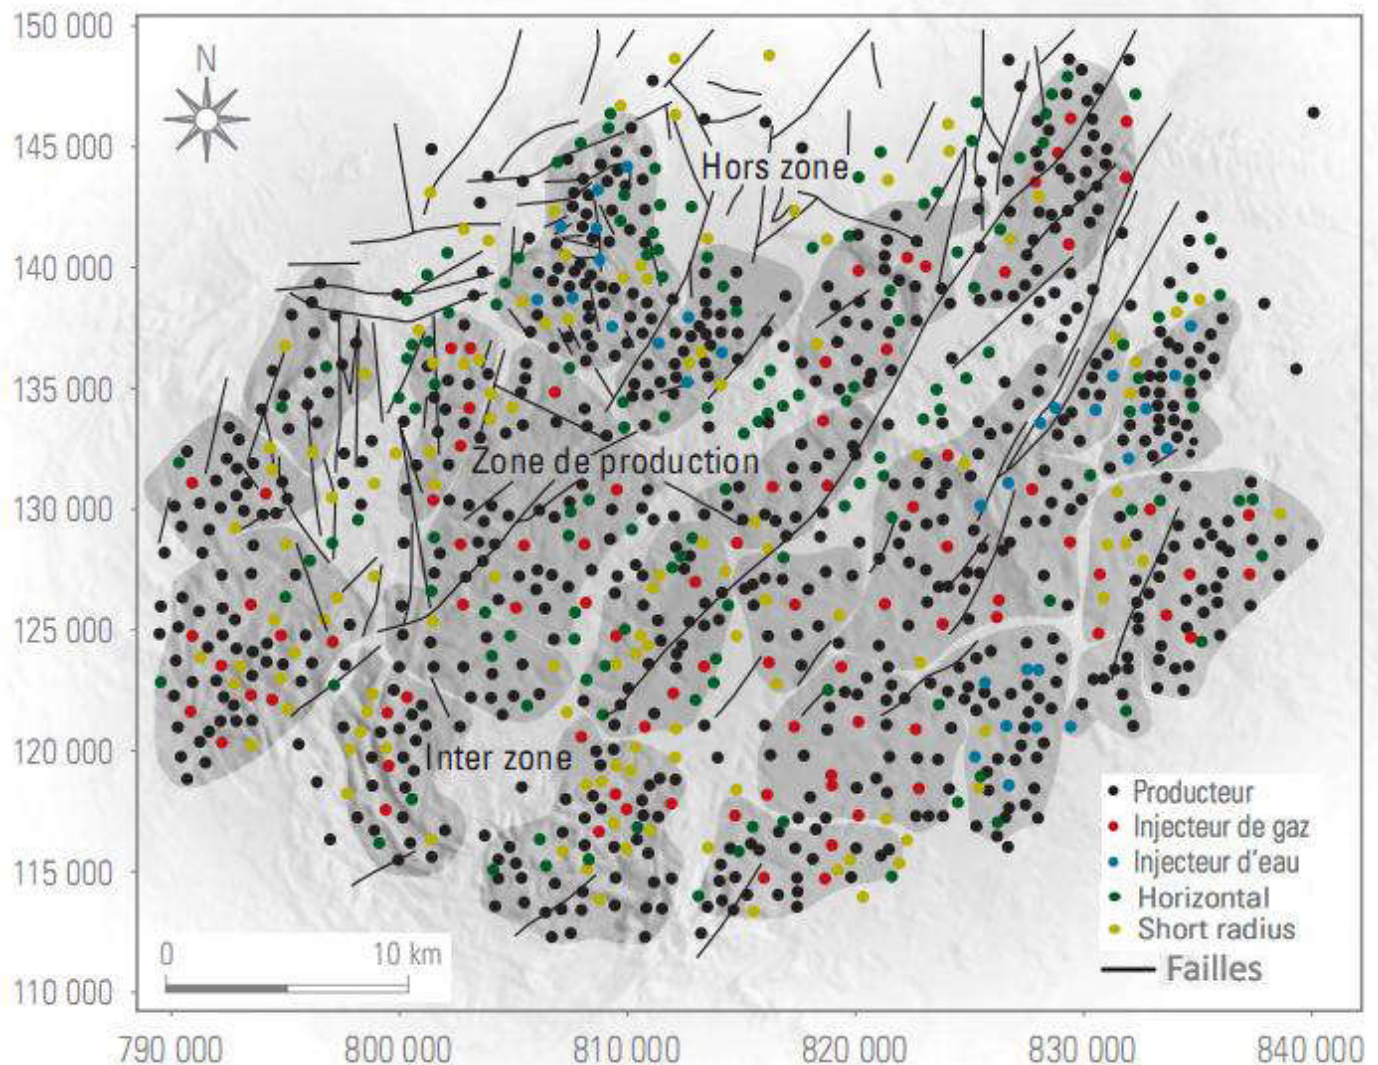 150 000
N
145 000
Hors zone
140 000
135 000
Zone de production
130 000
125 000
120 000
Inter zone
Producteur
Injecteur de gaz
Injecteur d'eau
Horizontal
Short radius
Failles
115 000
0 10 km
110 000
790 000 800 000 810 000 820 000 830 000 840 000